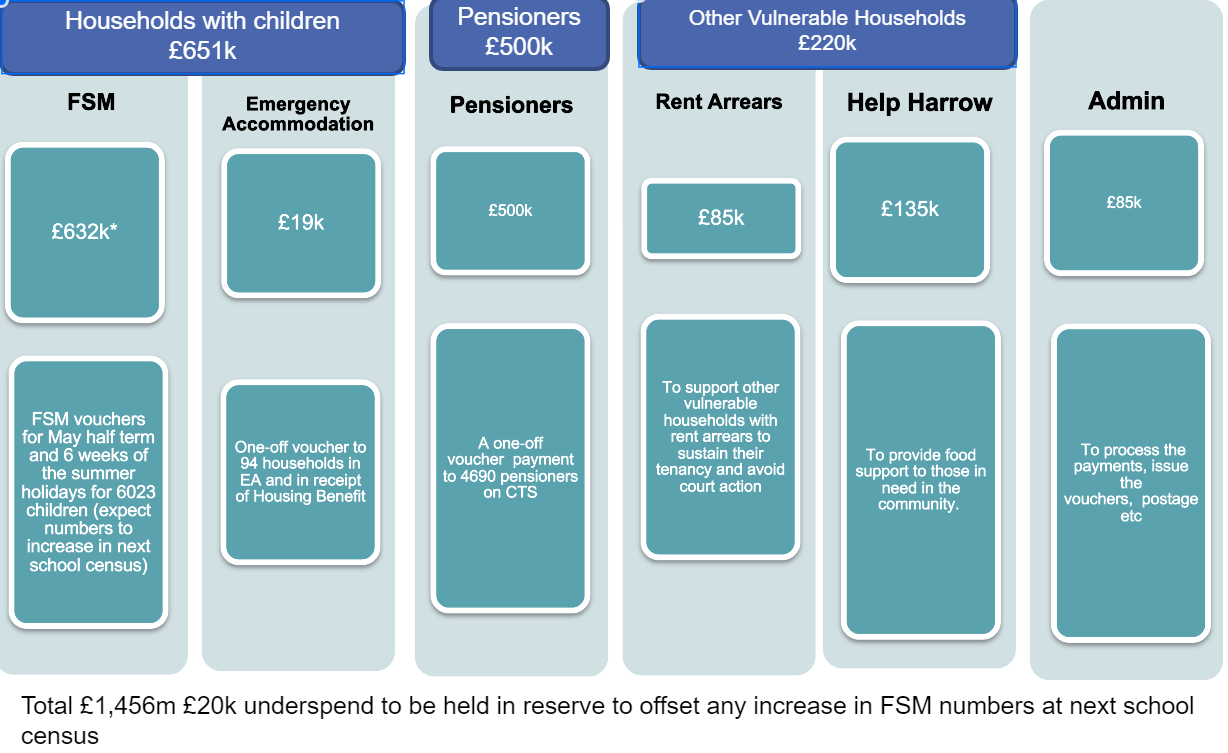 Households with children
£651k
Pensioners
£500k
Other Vulnerable Households
£220k
FSM
£632k*
FSM vouchers
for May half term
and 6 weeks of
the summer
holidays for 6023
children (expect
numbers to
increase in next
school census)
Emergency
Accommodation
£19k
One-off voucher to
94 households in
EA and in receipt
of Housing Benefit
Pensioners
£500k
A one-off
voucher payment
to 4690 pensioners
on CTS
Rent Arrears
£85k
To support other
vulnerable
households with
rent arrears to
sustain their
tenancy and avoid
court action
Help Harrow
£135k
To provide food
support to those in
need in the
community.
Admin
£85k
To process the
payments, issue
the
vouchers, postage
etc
Total £1,456m £20k underspend to be held in reserve to offset any increase in FSM numbers at next school
census